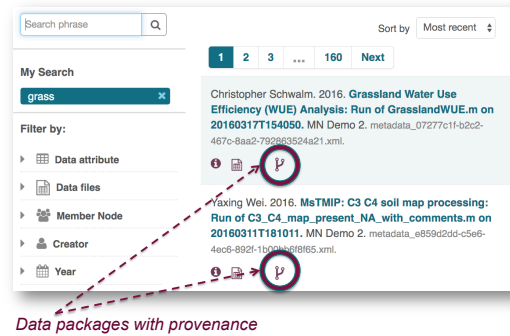 Search phrase
Sort by Most recent
1 2 3 ... 160 Next
My Search
grass
Filter by:
Data attribute
Data files
Member Node
Creator
Year
Christopher Schwalm. 2016. Grassland Water Use
Efficiency (WUE) Analysis: Run of GrasslandWUE.m on
20160317T154050. MN Demo 2. metadata_07277c1f-b2c2-
467c-8aa2-792863524a21.xml.
Yaxing Wei. 2016. MsTMIP: C3 C4 soil map processing:
Run of C3_C4_map_present_NA_with_comments.m on
20160311T181011. MN Demo 2. metadata_e859d2dd-c5e6-
4ec6-892f-1b00bb6f8f65.xml.
Data packages with provenance